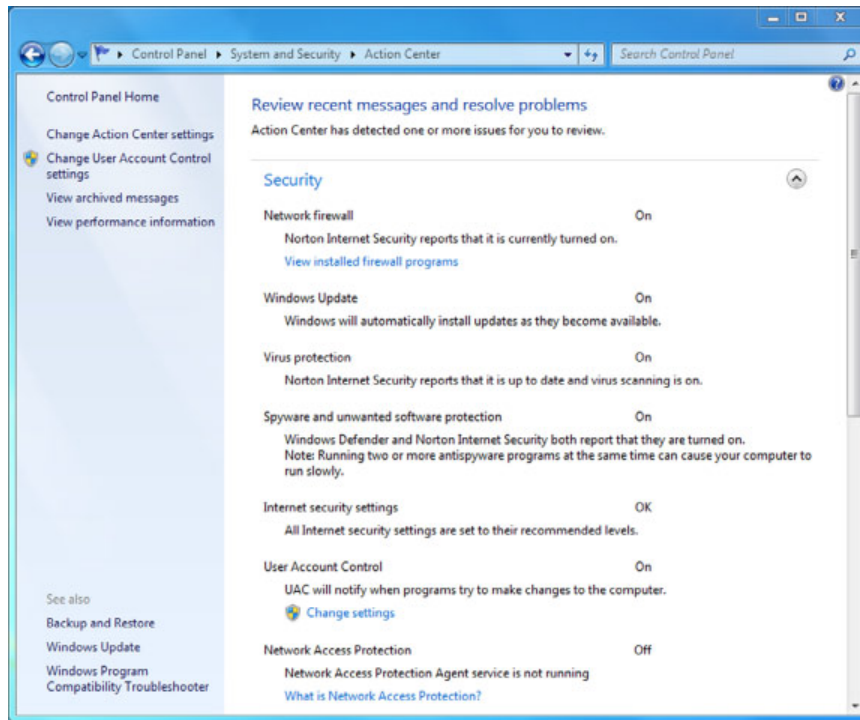 Control Panel ▸ System and Security ▸ Action Center
Search Control Panel
Control Panel Home
Change Action Center settings
Change User Account Control
settings
View archived messages
View performance information
See also
Backup and Restore
Windows Update
Windows Program
Compatibility Troubleshooter
Review recent messages and resolve problems
Action Center has detected one or more issues for you to review.
Security
Network firewall On
Norton Internet Security reports that it is currently turned on.
View installed firewall programs
Windows Update On
Windows will automatically install updates as they become available.
Virus protection On
Norton Internet Security reports that it is up to date and virus scanning is on.
Spyware and unwanted software protection On
Windows Defender and Norton Internet Security both report that they are turned on.
Note: Running two or more antispyware programs at the same time can cause your computer to
run slowly.
Internet security settings OK
All Internet security settings are set to their recommended levels.
User Account Control On
UAC will notify when programs try to make changes to the computer.
Change settings
Network Access Protection Off
Network Access Protection Agent service is not running
What is Network Access Protection?